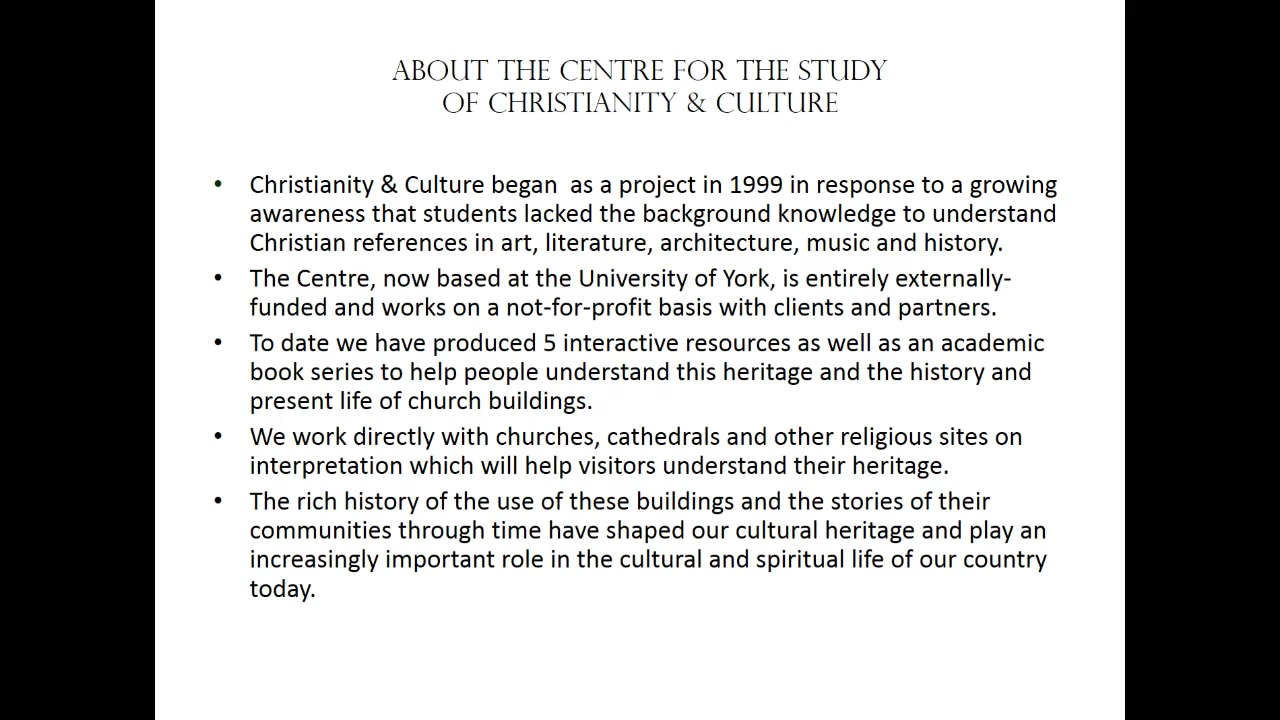 ABOUT THE CENTRE FOR THE STUDY
OF CHRISTIANITY & CULTURE
• Christianity & Culture began  as a project in 1999 in response to a growing
awareness that students lacked the background knowledge to understand
Christian references in art, literature, architecture, music and history.
• The Centre, now based at the University of York, is entirely externally-
funded and works on a not-for-profit basis with clients and partners.
• To date we have produced 5 interactive resources as well as an academic
book series to help people understand this heritage and the history and
present life of church buildings.
• We work directly with churches, cathedrals and other religious sites on
interpretation which will help visitors understand their heritage.
• The rich history of the use of these buildings and the stories of their
communities through time have shaped our cultural heritage and play an
increasingly important role in the cultural and spiritual life of our country
today.